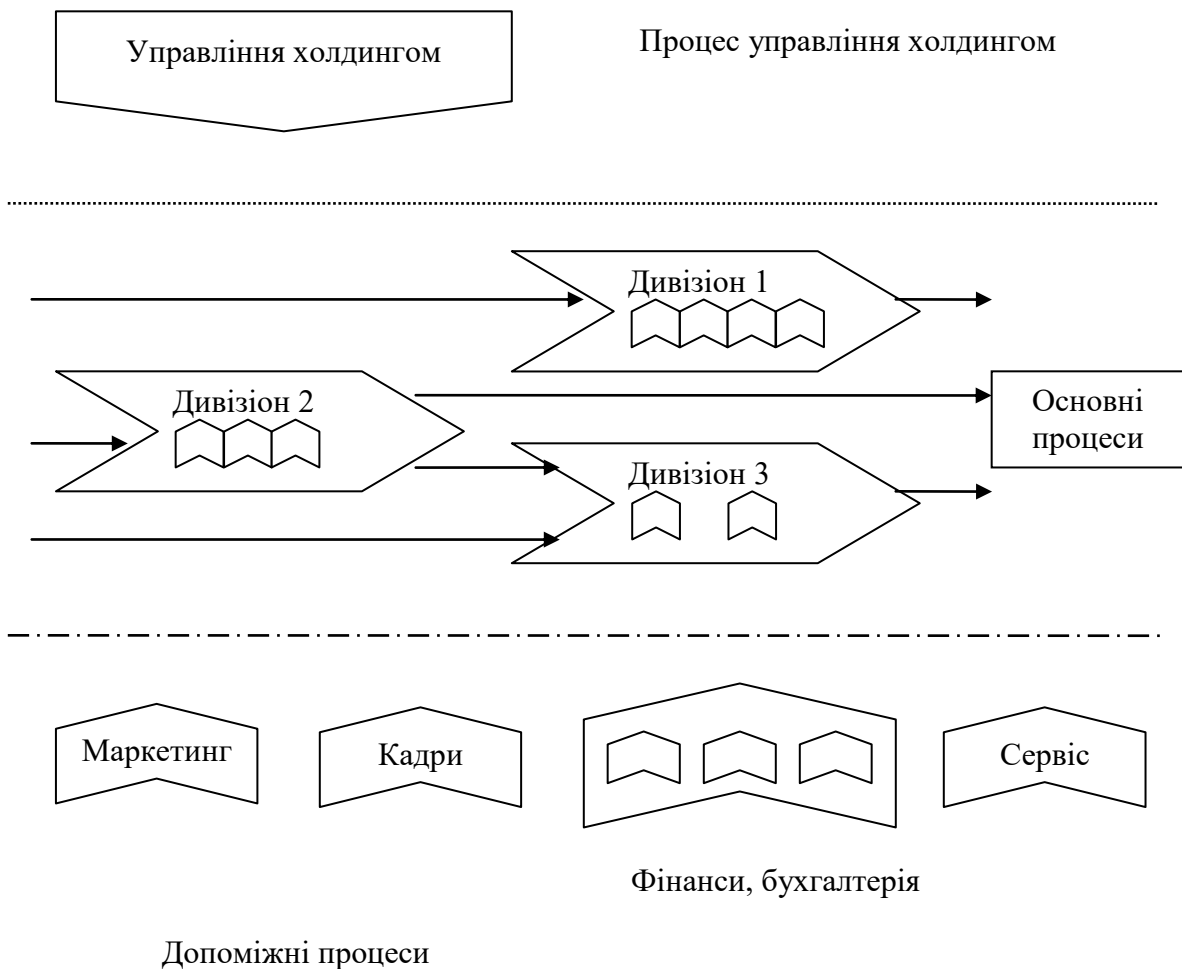 Управління холдингом
Процес управління холдингом
Дивізіон 1
Дивізіон 2
Основні
процеси
Дивізіон 3
Маркетинг
Кадри
Сервіс
Фінанси, бухгалтерія
Допоміжні процеси